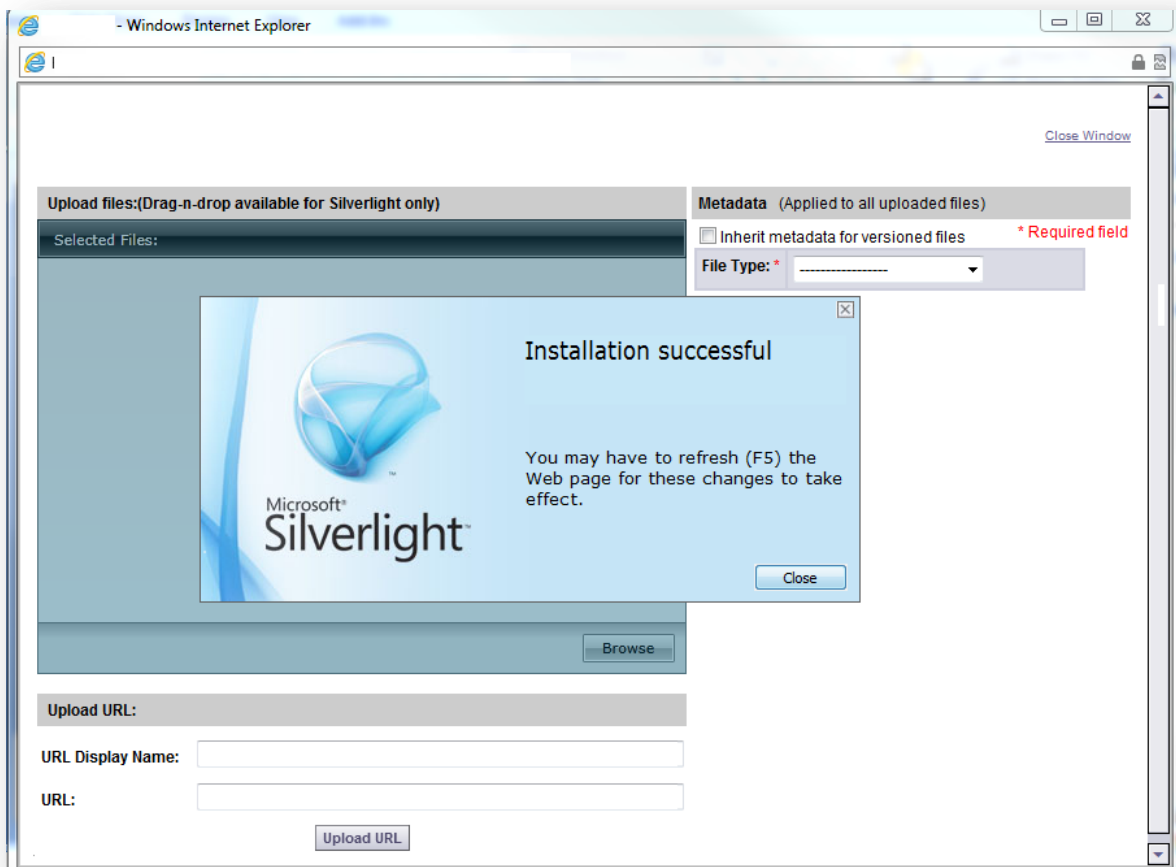 - Windows Internet Explorer
Close Window
Upload files:(Drag-n-drop available for Silverlight only)
Metadata (Applied to all uploaded files)
Selected Files:
Inherit metadata for versioned files
* Required field
File Type: * -----------------
Installation successful
You may have to refresh (F5) the
Web page for these changes to take
effect.
Microsoft®
Silverlight™
Close
Browse
Upload URL:
URL Display Name:
URL:
Upload URL